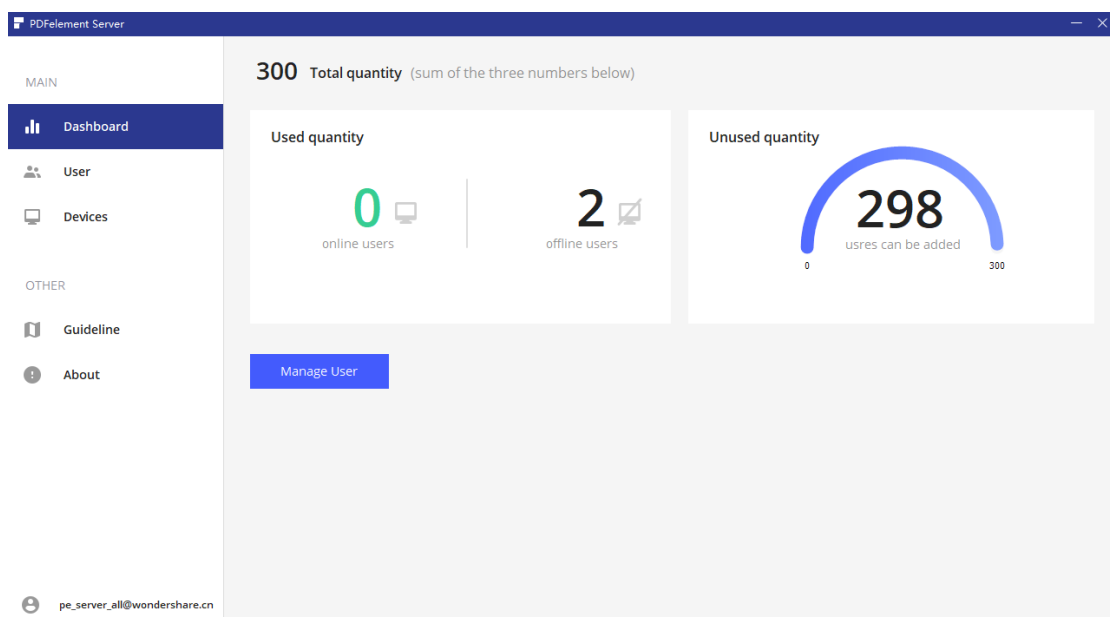 PDFelement Server
MAIN
Dashboard
User
Devices
OTHER
Guideline
About
pe_server_all@wondershare.cn
300 Total quantity (sum of the three numbers below)
Used quantity
0
online users
2
offline users
Unused quantity
298
usres can be added
0 300
Manage User